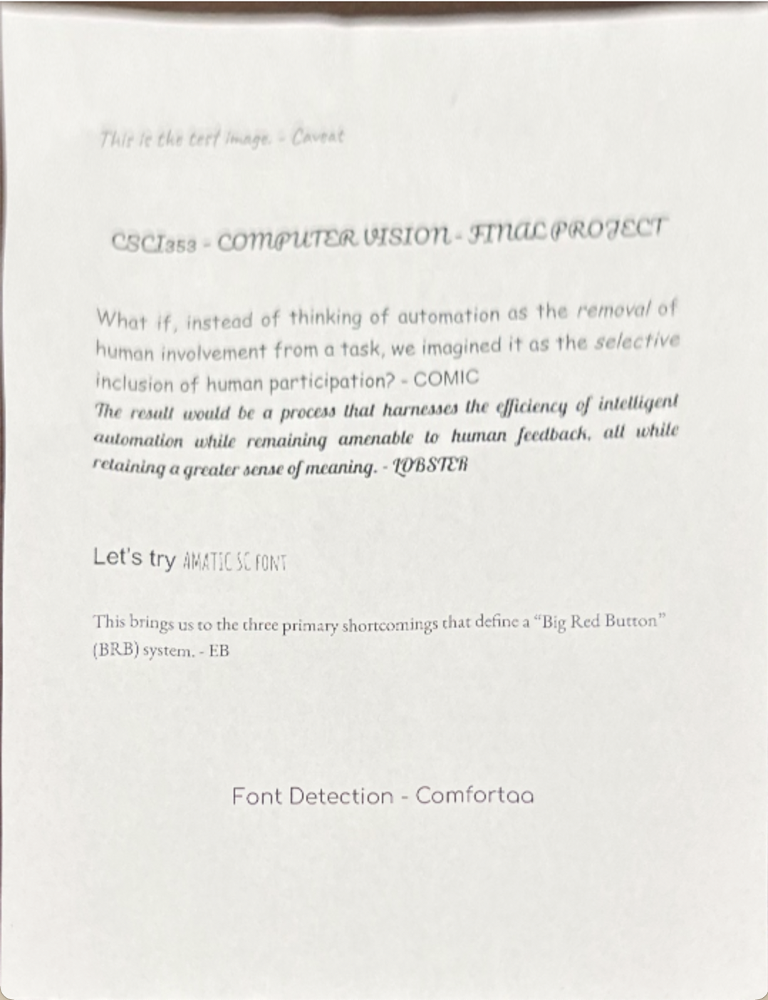 This is the test image. - Caveat
CSCI353 - COMPUTER VISION - FINAL PROJECT
What if, instead of thinking of automation as the removal of
human involvement from a task, we imagined it as the selective
inclusion of human participation? - COMIC
The result would be a process that harnesses the efficiency of intelligent
automation while remaining amenable to human feedback, all while
retaining a greater sense of meaning. - LOBSTER
Let's try AMATIC SC FONT
This brings us to the three primary shortcomings that define a “Big Red Button”
(BRB) system. - EB
Font Detection - Comfortaa